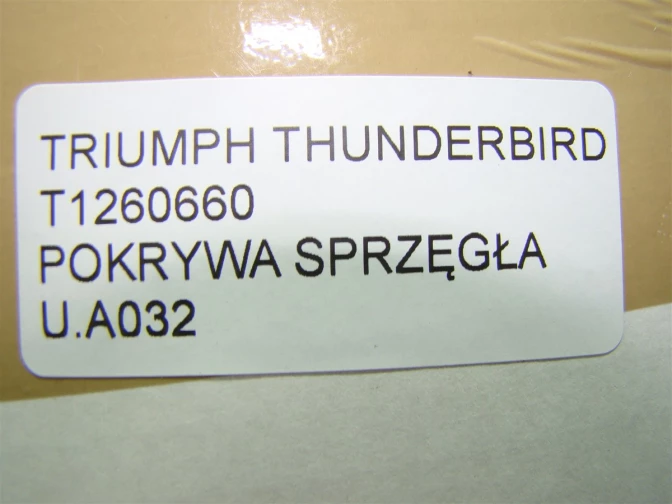 TRIUMPH THUNDERBIRD
T1260660
POKRYWA SPRZĘGŁA
U.A032